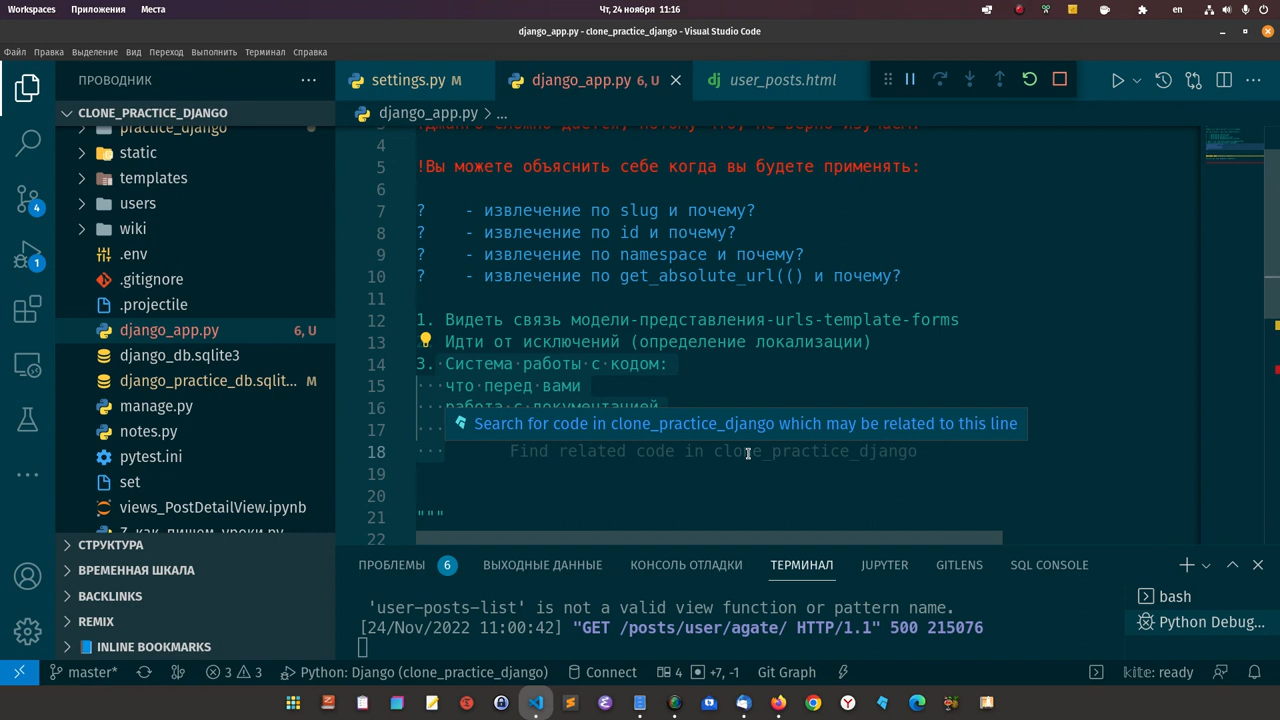 Workspaces Приложения Места Чт, 24 ноября 11:16 en
django_app.py - clone_practice_django - Visual Studio Code
Файл Правка Выделение Вид Переход Выполнить Терминал Справка
ПРОВОДНИК ··· settings.py M django_app.py 6, U user_posts.html
CLONE_PRACTICE_DJANGO
django_app.py > ...
practice_django
static
templates
users
wiki
.env
.gitignore
.projectile
django_app.py 6, U
django_db.sqlite3
django_practice_db.sqlit... M
manage.py
notes.py
pytest.ini
set
views_PostDetailView.ipynb
СТРУКТУРА
ВРЕМЕННАЯ ШКАЛА
BACKLINKS
REMIX
INLINE BOOKMARKS
4
1
4
5 !Вы можете объяснить себе когда вы будете применять:
6
7 ? - извлечение по slug и почему?
8 ? - извлечение по id и почему?
9 ? - извлечение по namespace и почему?
10 ? - извлечение по get_absolute_url(() и почему?
11
12 1. Видеть связь модели-представления-urls-template-forms
13 Идти от исключений (определение локализации)
14 3. Система работы с кодом:
15 что перед вами
16 работа с документацией
17
Search for code in clone_practice_django which may be related to this line
18 Find related code in clone_practice_django
19
20
21 """
22
ПРОБЛЕМЫ 6 ВЫХОДНЫЕ ДАННЫЕ КОНСОЛЬ ОТЛАДКИ ТЕРМИНАЛ JUPYTER GITLENS SQL CONSOLE
'user-posts-list' is not a valid view function or pattern name.
[24/Nov/2022 11:00:42] "GET /posts/user/agate/ HTTP/1.1" 500 215076
bash
Python Debug...
master* 3 3 Python: Django (clone_practice_django) Connect 4 +7, -1 Git Graph kite: ready